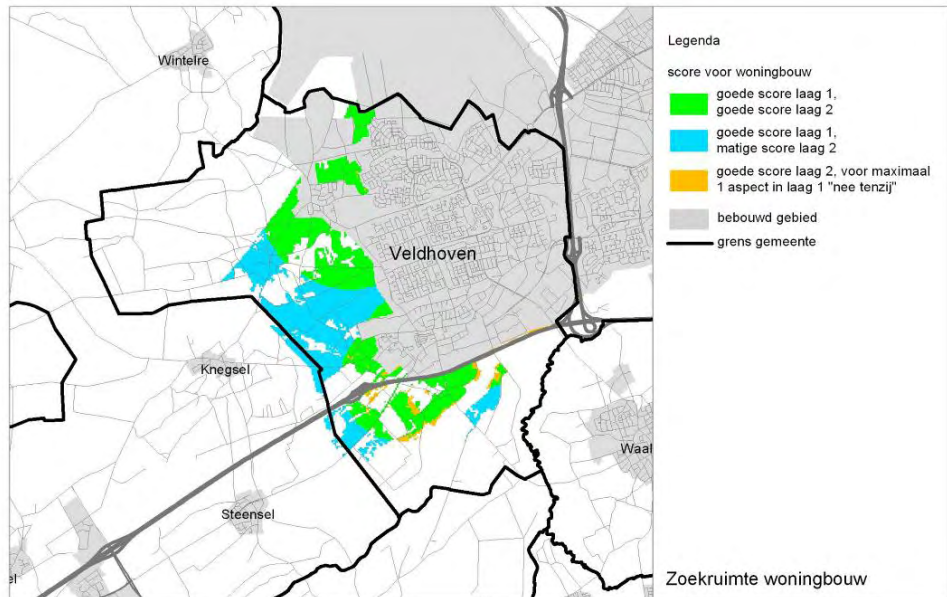 Wintelre
Veldhoven
Knegsel
Steensel
Waal
el
Legenda
score voor woningbouw
goede score laag 1,
goede score laag 2
goede score laag 1,
matige score laag 2
goede score laag 2, voor maximaal
1 aspect in laag 1 "nee tenzij"
bebouwd gebied
grens gemeente
Zoekruimte woningbouw